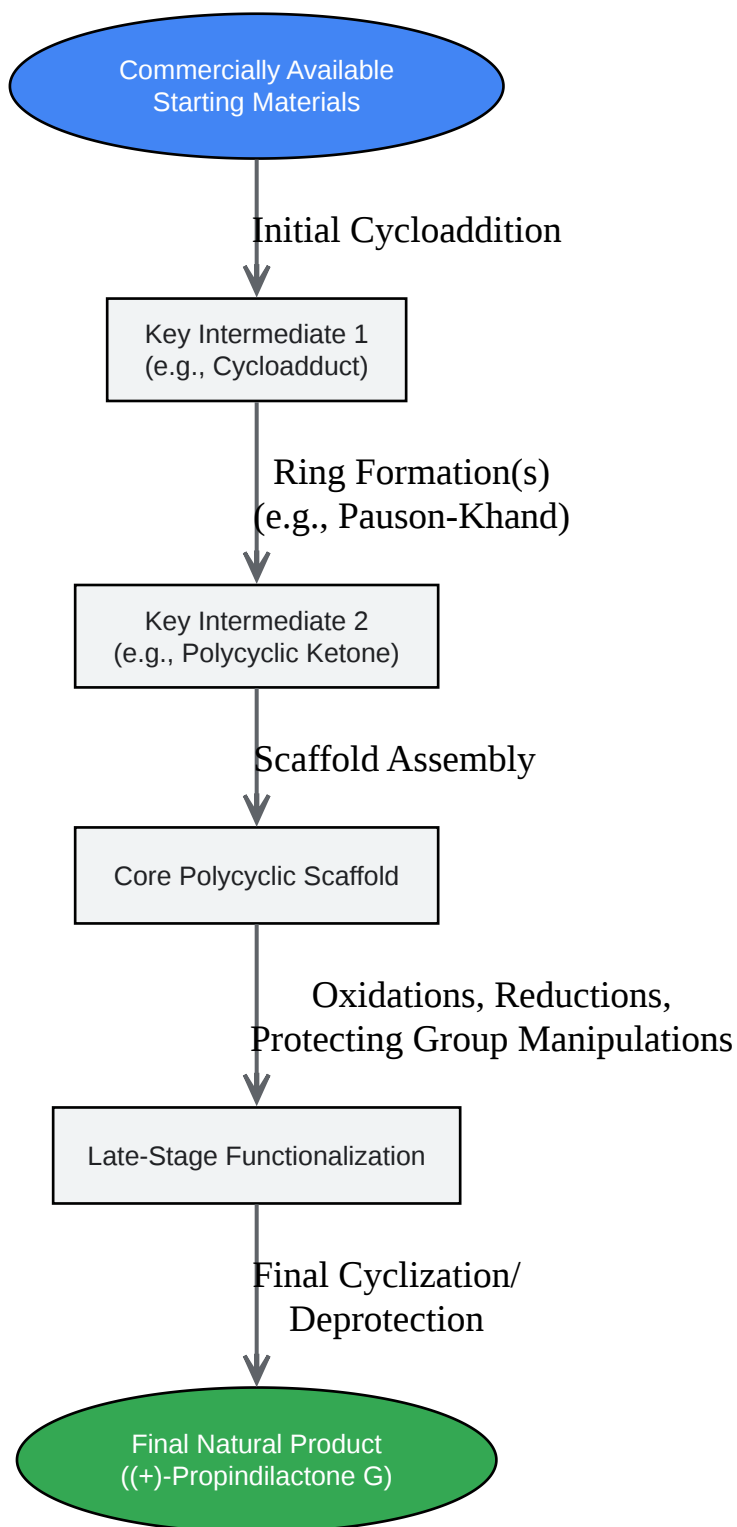 Commercially Available
Starting Materials
Initial Cycloaddition
Key Intermediate 1
(e.g., Cycloadduct)
Ring Formation(s)
(e.g., Pauson-Khand)
Key Intermediate 2
(e.g., Polycyclic Ketone)
Scaffold Assembly
Core Polycyclic Scaffold
Oxidations, Reductions,
Protecting Group Manipulations
Late-Stage Functionalization
Final Cyclization/
Deprotection
Final Natural Product
((+)-Propindilactone G)